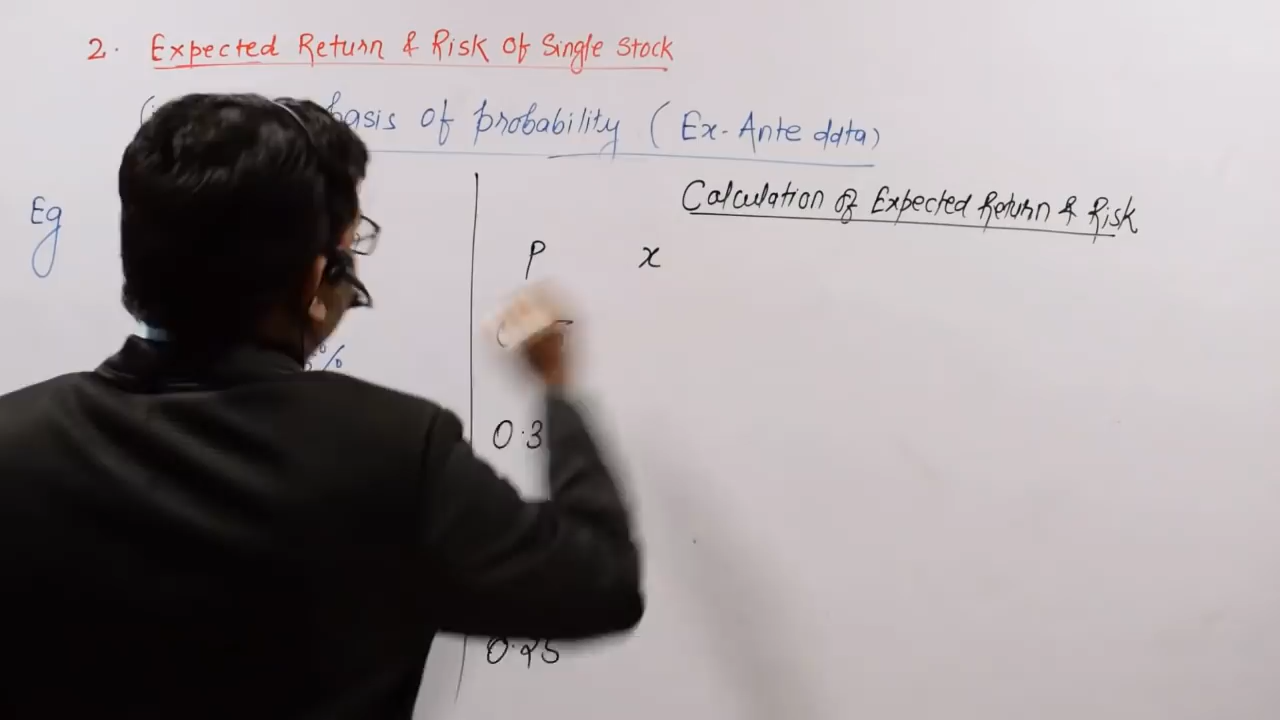 2. Expected Return & Risk Of Single Stock
basis of probability (Ex-Ante data)
Calculation of Expected Return & Risk
Eg
P x
%
0.3
0.25